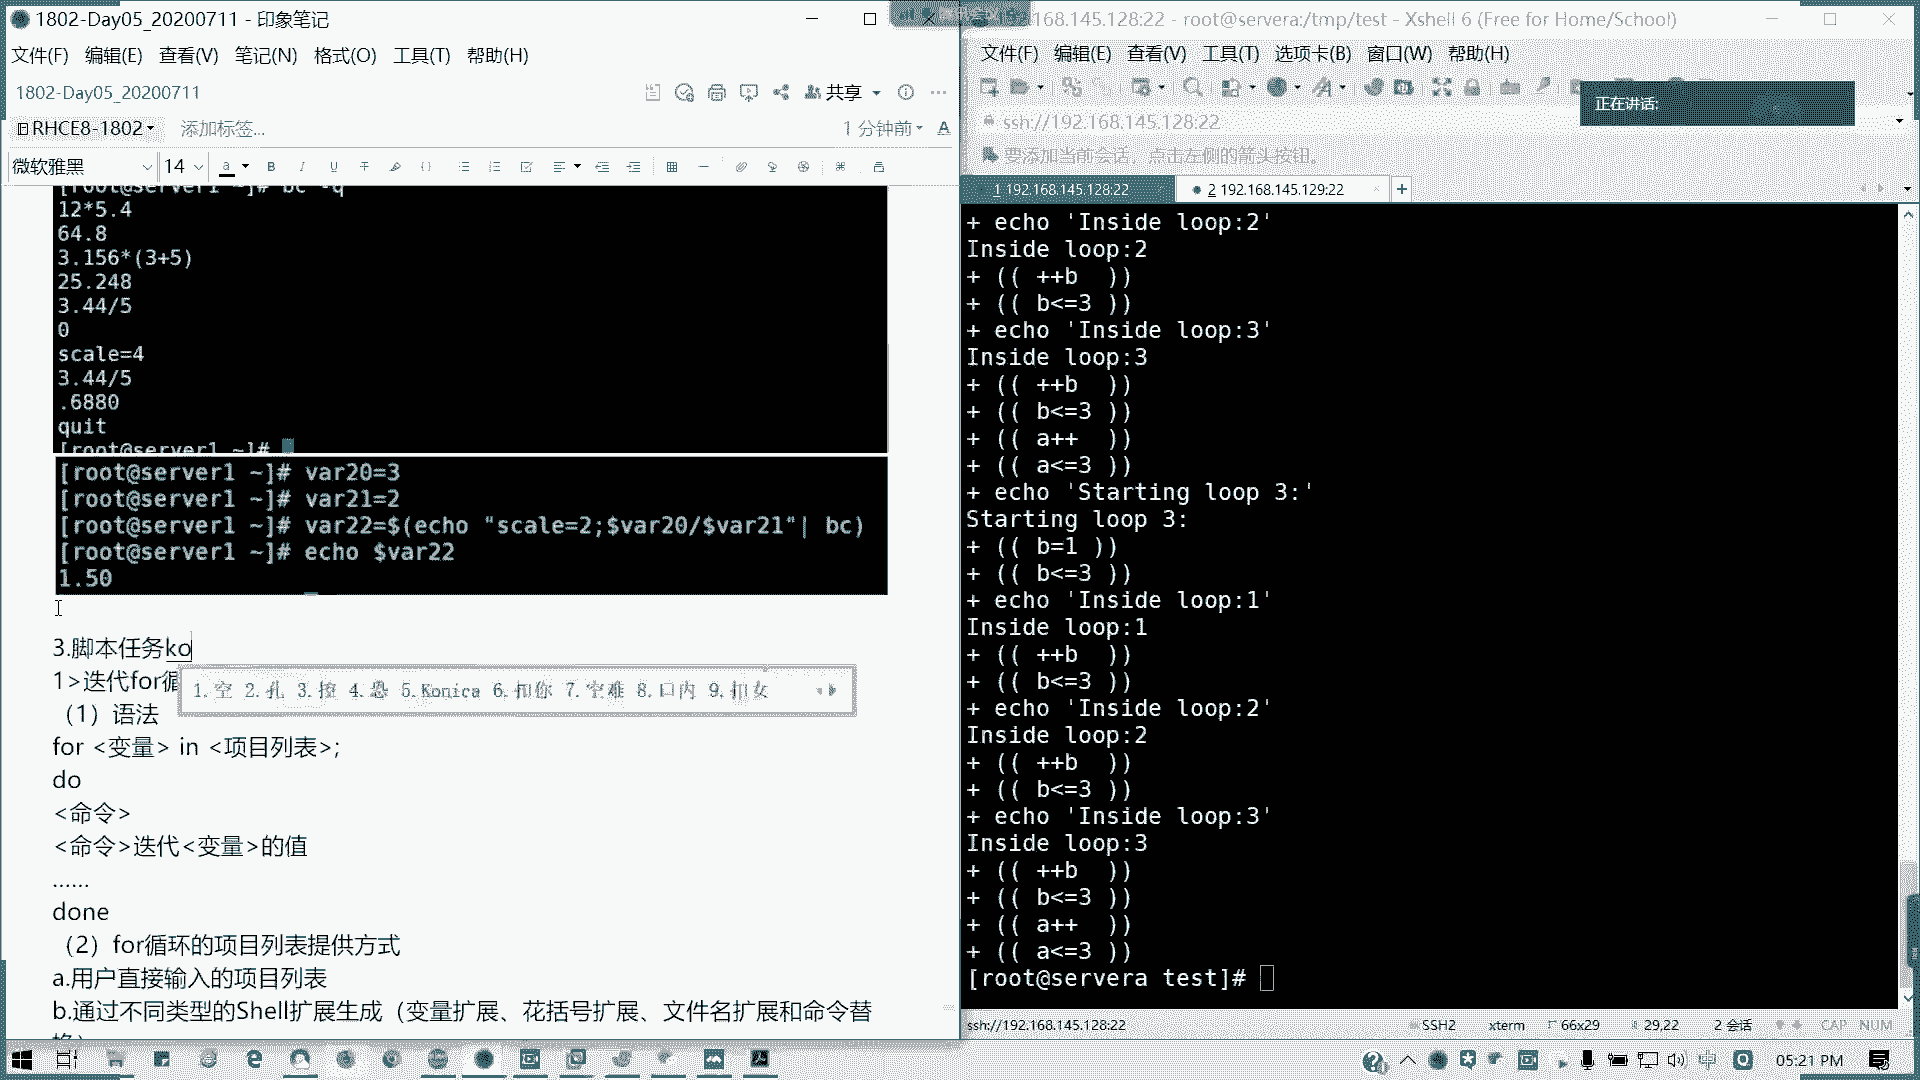 1802-Day05_20200711 - 印象笔记
文件(F) 编辑(E) 查看(V) 笔记(N) 格式(O) 工具(T) 帮助(H)
1802-Day05_20200711
共享
RHCE8-1802
添加标签...
1 分钟前
微软雅黑 14
[root@server1 ~]# bc -q
12*5.4
64.8
3.156*(3+5)
25.248
3.44/5
0
scale=4
3.44/5
.6880
quit
[root@server1 ~]#
[root@server1 ~]# var20=3
[root@server1 ~]# var21=2
[root@server1 ~]# var22=$(echo "scale=2;$var20/$var21"| bc)
[root@server1 ~]# echo $var22
1.50
3.脚本任务ko
1>迭代for循
1.空 2.孔 3.控 4.恐 5.Konica 6.扣你 7.空难 8.口内 9.扣女
（1）语法
for <变量> in <项目列表>;
do
<命令>
<命令>迭代<变量>的值
......
done
（2）for循环的项目列表提供方式
a.用户直接输入的项目列表
b.通过不同类型的Shell扩展生成（变量扩展、花括号扩展、文件名扩展和命令替
168.145.128:22 - root@servera:/tmp/test - Xshell 6 (Free for Home/School)
文件(F) 编辑(E) 查看(V) 工具(T) 选项卡(B) 窗口(W) 帮助(H)
正在讲话:
ssh://192.168.145.128:22
要添加当前会话，点击左侧的箭头按钮。
1 192.168.145.128:22
2 192.168.145.129:22
+ echo 'Inside loop:2'
Inside loop:2
+ (( ++b  ))
+ (( b<=3 ))
+ echo 'Inside loop:3'
Inside loop:3
+ (( ++b  ))
+ (( b<=3 ))
+ (( a++  ))
+ (( a<=3 ))
+ echo 'Starting loop 3:'
Starting loop 3:
+ (( b=1 ))
+ (( b<=3 ))
+ echo 'Inside loop:1'
Inside loop:1
+ (( ++b  ))
+ (( b<=3 ))
+ echo 'Inside loop:2'
Inside loop:2
+ (( ++b  ))
+ (( b<=3 ))
+ echo 'Inside loop:3'
Inside loop:3
+ (( ++b  ))
+ (( b<=3 ))
+ (( a++  ))
+ (( a<=3 ))
[root@servera test]#
ssh://192.168.145.128:22 SSH2 xterm 66x29 29,22 2 会话 CAP NUM
中 05:21 PM